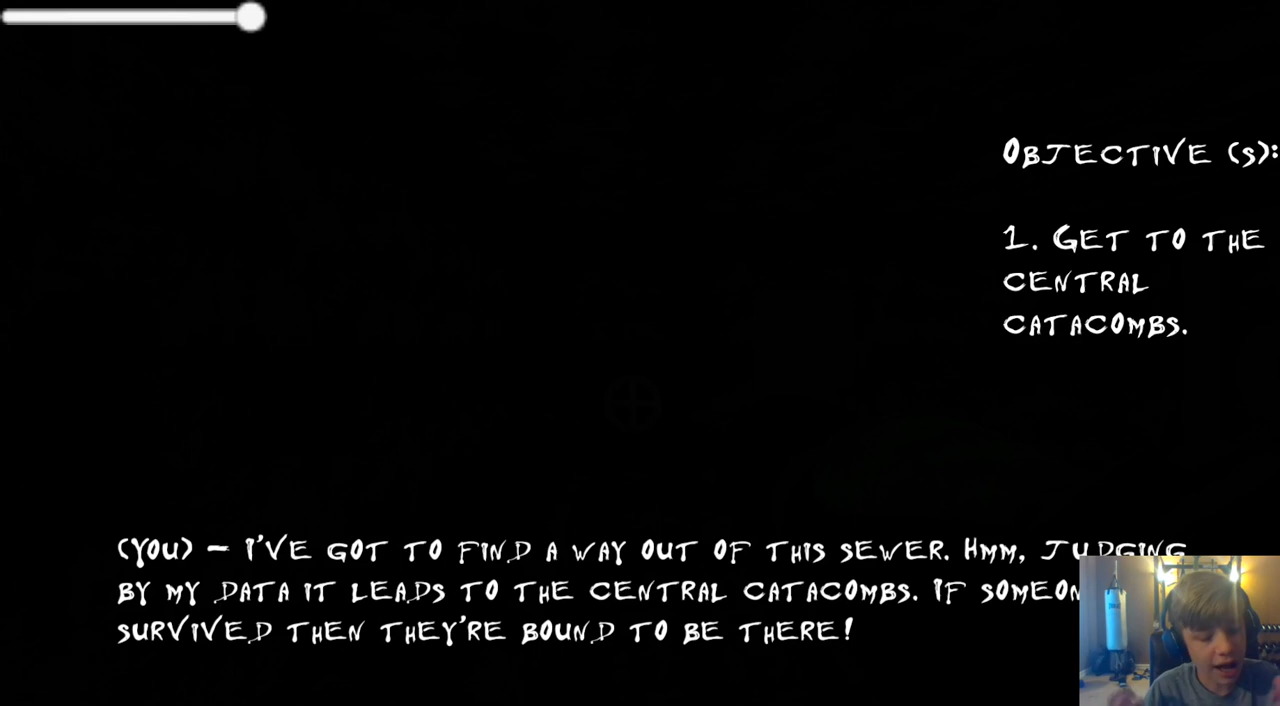 Objective (s):
1. Get to the
central
catacombs.
(You) - I've got to find a way out of this sewer. Hmm, judging
by my data it leads to the central catacombs. If
survived then they're bound to be there!